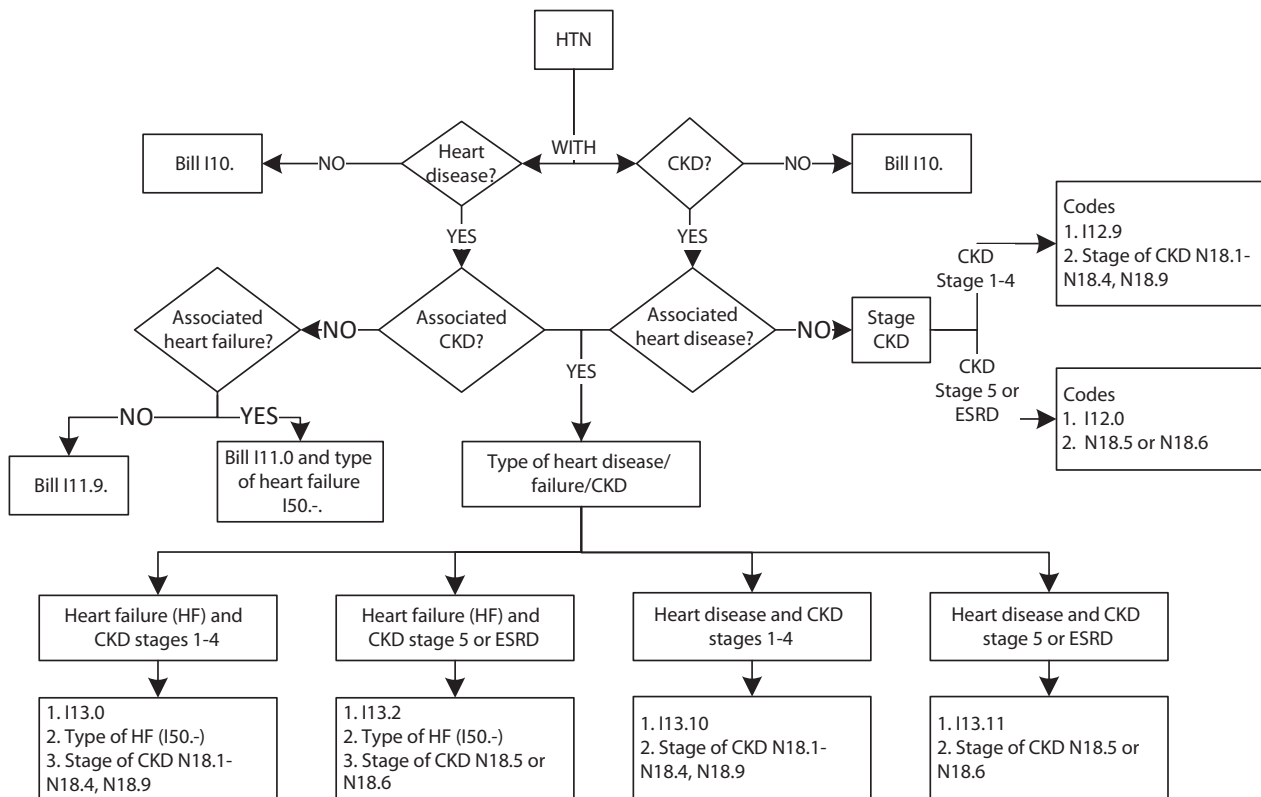 HTN
WITH
Heart
disease?
NO
Bill I10.
CKD?
NO
Bill I10.
YES
YES
Associated
CKD?
NO
Associated
heart failure?
NO
YES
Bill I11.9.
Bill I11.0 and type
of heart failure
I50.-.
Associated
heart disease?
NO
Stage
CKD
CKD
Stage 1-4
Codes
1. I12.9
2. Stage of CKD N18.1-
N18.4, N18.9
CKD
Stage 5 or
ESRD
Codes
1. I12.0
2. N18.5 or N18.6
YES
Type of heart disease/
failure/CKD
Heart failure (HF) and
CKD stages 1-4
Heart failure (HF) and
CKD stage 5 or ESRD
Heart disease and CKD
stages 1-4
Heart disease and CKD
stage 5 or ESRD
1. I13.0
2. Type of HF (I50.-)
3. Stage of CKD N18.1-
N18.4, N18.9
1. I13.2
2. Type of HF (I50.-)
3. Stage of CKD N18.5 or
N18.6
1. I13.10
2. Stage of CKD N18.1-
N18.4, N18.9
1. I13.11
2. Stage of CKD N18.5 or
N18.6